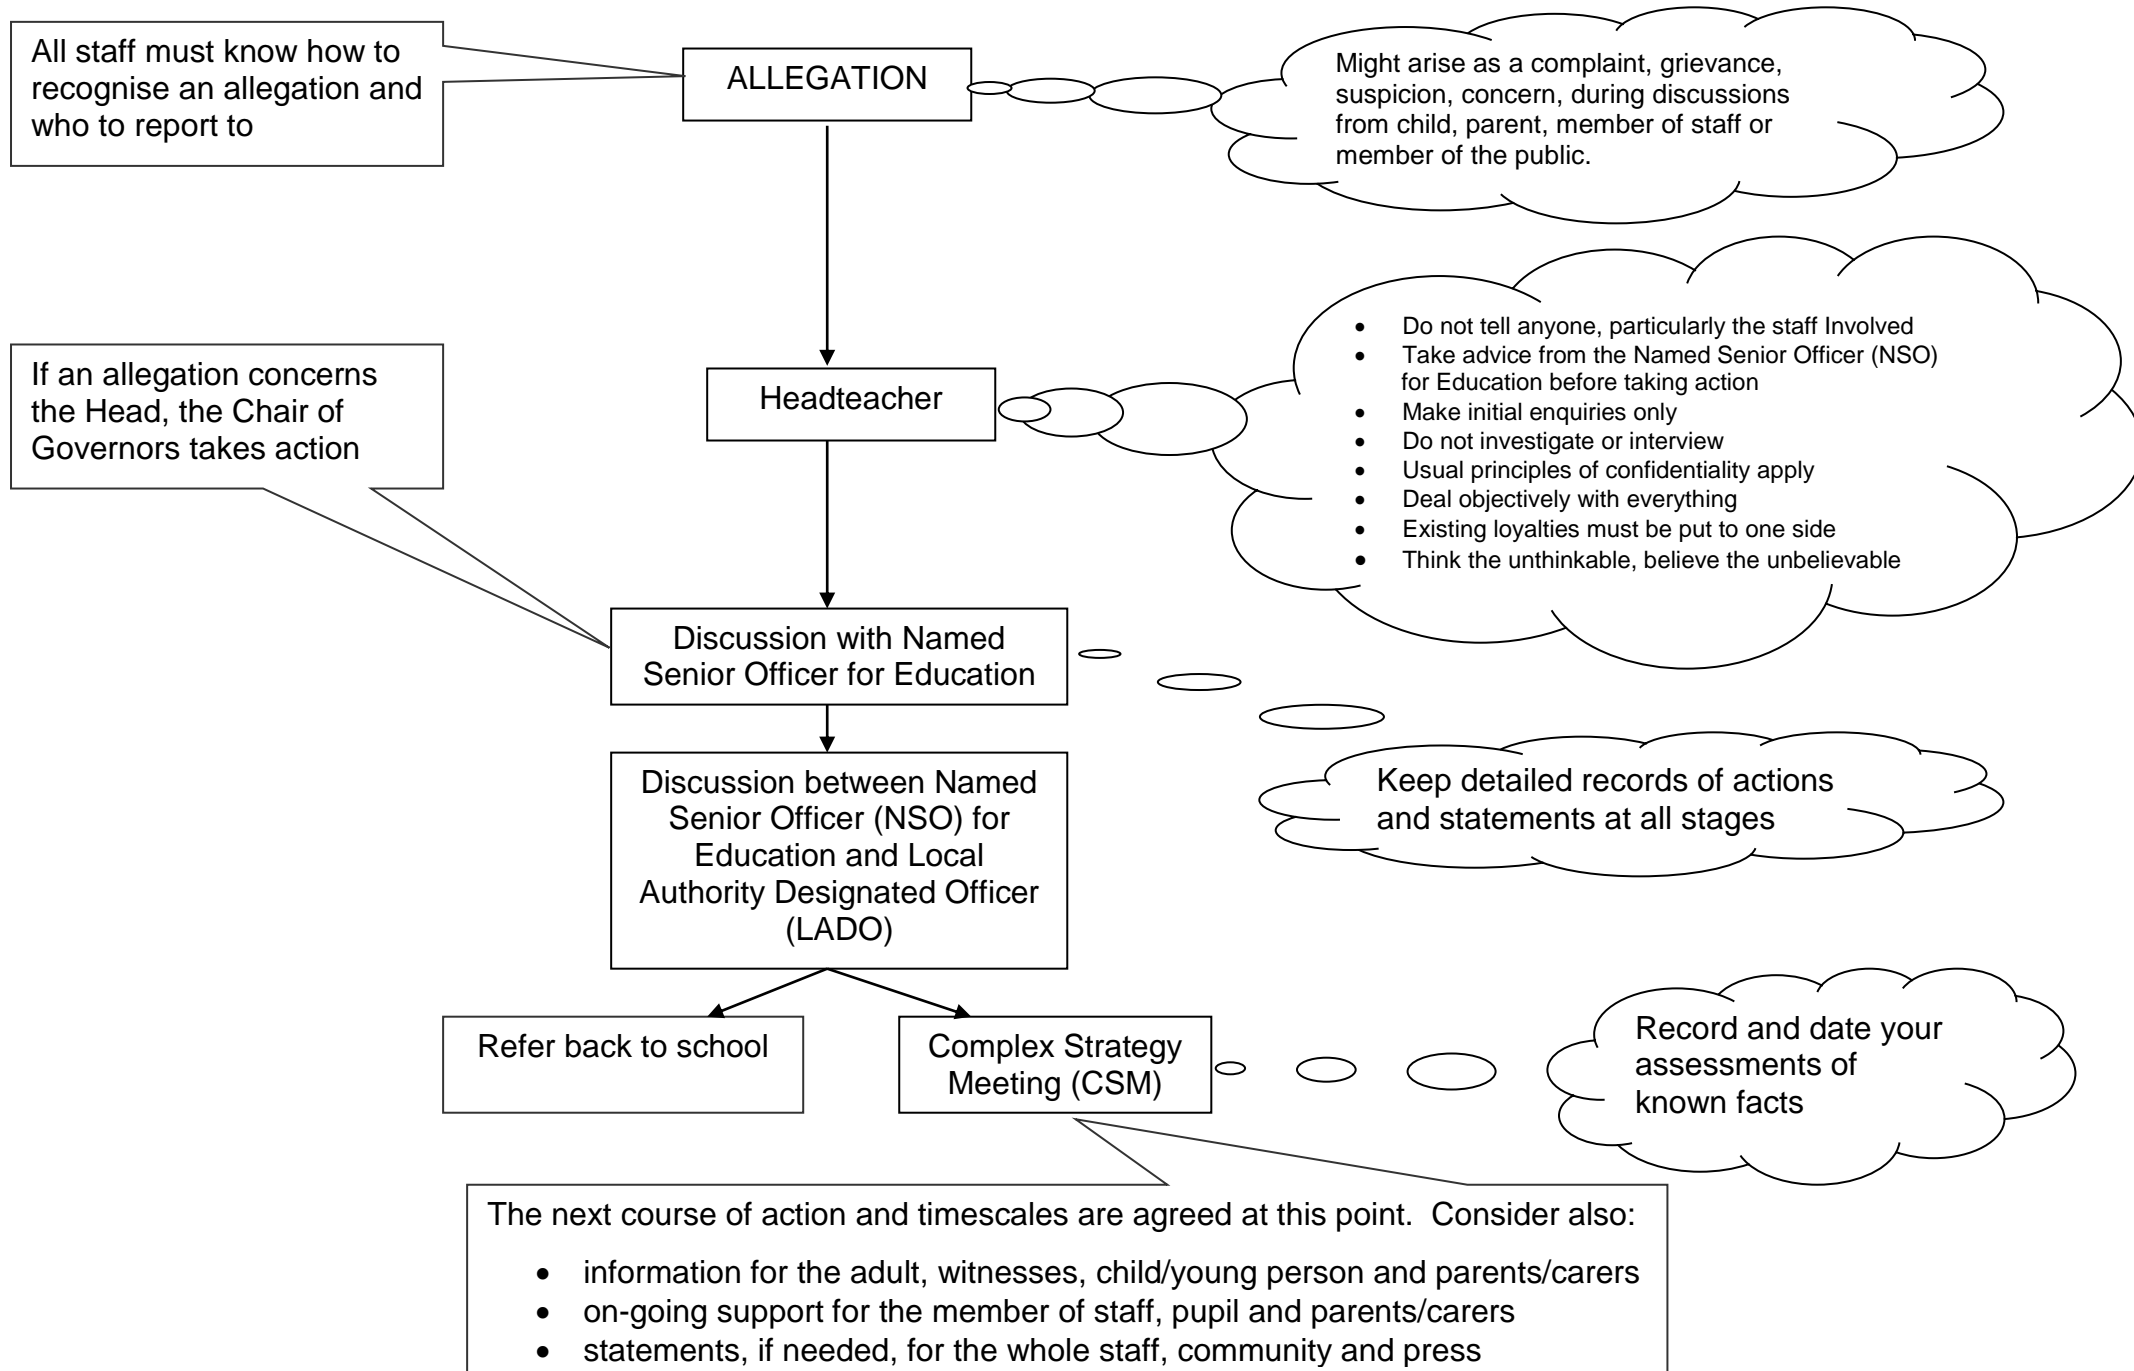 All staff must know how to
recognise an allegation and
who to report to
ALLEGATION
Might arise as a complaint, grievance,
suspicion, concern, during discussions
from child, parent, member of staff or
member of the public.
If an allegation concerns
the Head, the Chair of
Governors takes action
Headteacher
• Do not tell anyone, particularly the staff Involved
• Take advice from the Named Senior Officer (NSO)
for Education before taking action
• Make initial enquiries only
• Do not investigate or interview
• Usual principles of confidentiality apply
• Deal objectively with everything
• Existing loyalties must be put to one side
• Think the unthinkable, believe the unbelievable
Discussion with Named
Senior Officer for Education
Discussion between Named
Senior Officer (NSO) for
Education and Local
Authority Designated Officer
(LADO)
Keep detailed records of actions
and statements at all stages
Refer back to school
Complex Strategy
Meeting (CSM)
Record and date your
assessments of
known facts
The next course of action and timescales are agreed at this point.  Consider also:
• information for the adult, witnesses, child/young person and parents/carers
• on-going support for the member of staff, pupil and parents/carers
• statements, if needed, for the whole staff, community and press